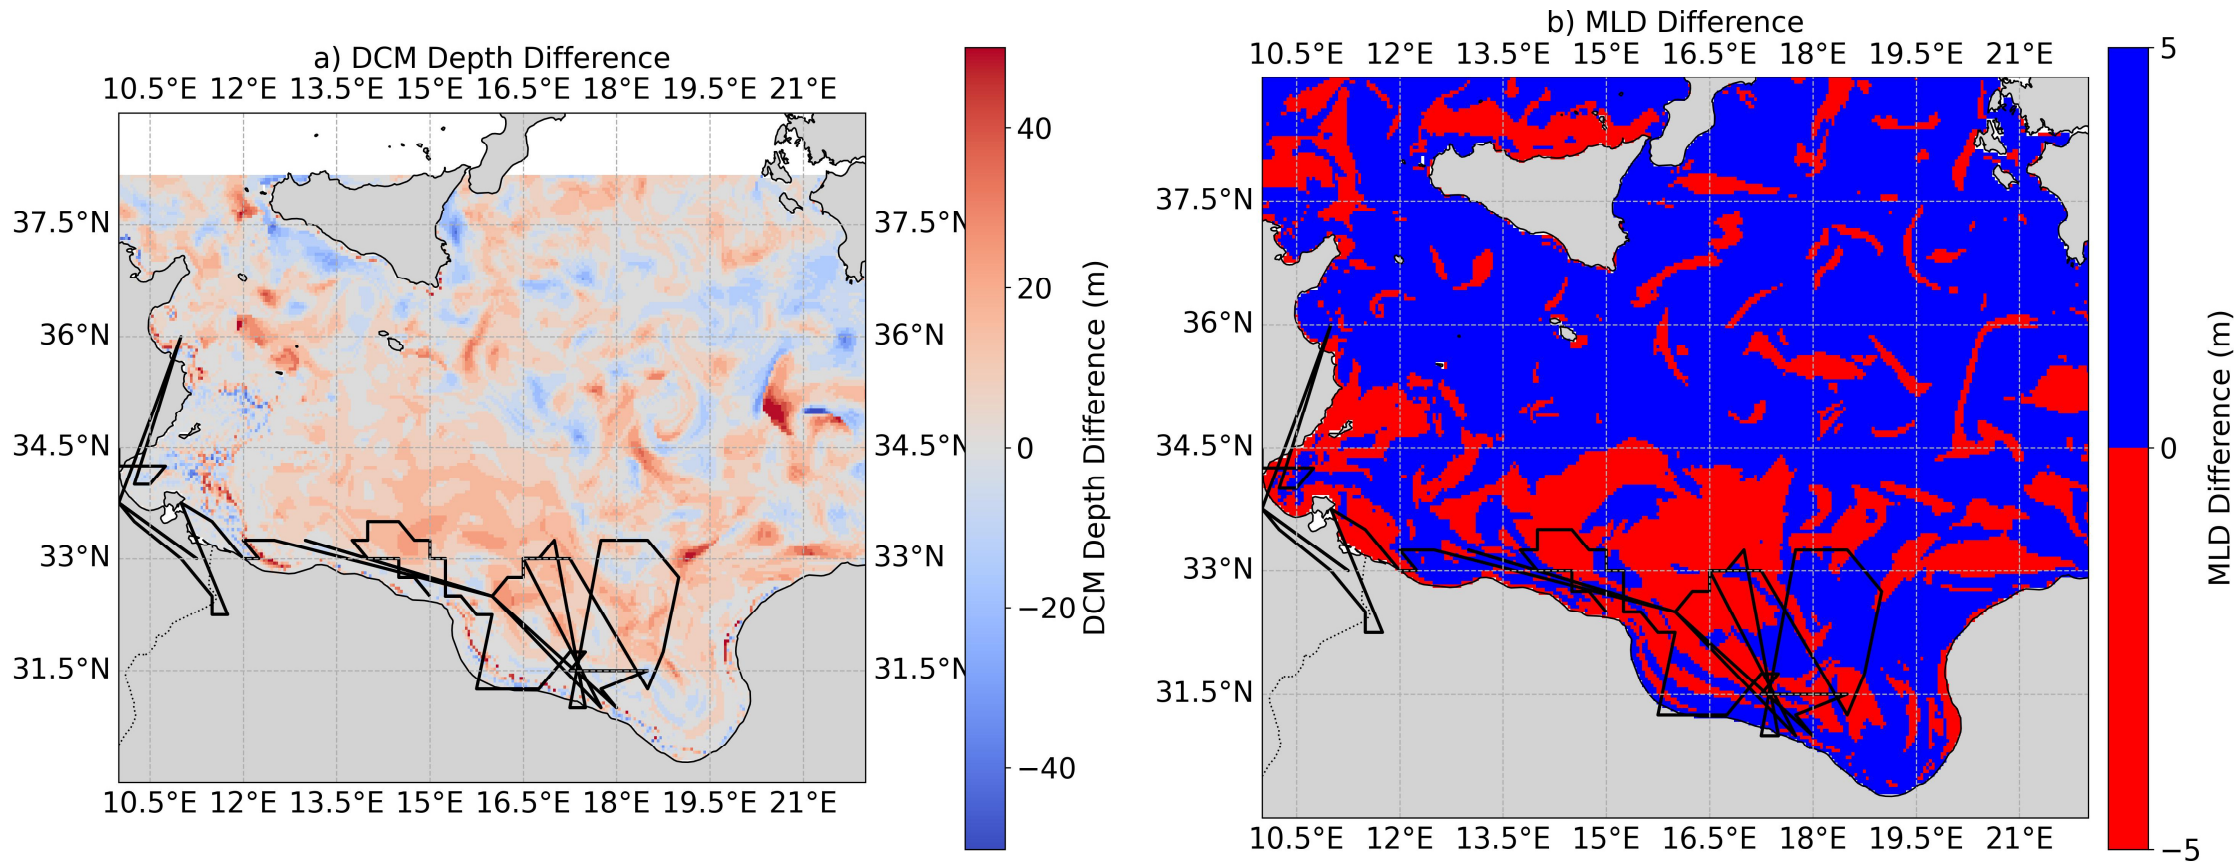 a) DCM Depth Difference
10.5°E 12°E 13.5°E 15°E 16.5°E 18°E 19.5°E 21°E
37.5°N 37.5°N
36°N 36°N
34.5°N 34.5°N
33°N 33°N
31.5°N 31.5°N
10.5°E 12°E 13.5°E 15°E 16.5°E 18°E 19.5°E 21°E
40
20
0
−20
−40
DCM Depth Difference (m)
b) MLD Difference
10.5°E 12°E 13.5°E 15°E 16.5°E 18°E 19.5°E 21°E
37.5°N
36°N
34.5°N
33°N
31.5°N
10.5°E 12°E 13.5°E 15°E 16.5°E 18°E 19.5°E 21°E
5
0
−5
MLD Difference (m)